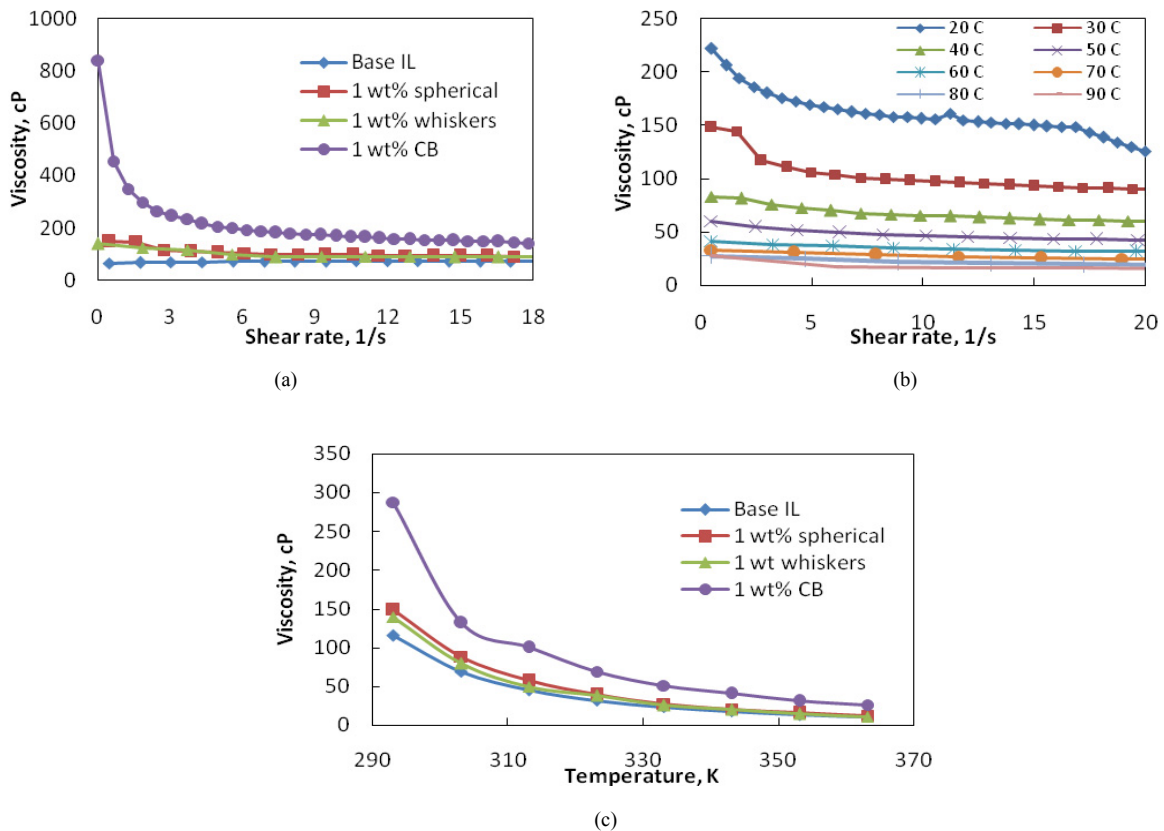 1000
800
600
400
200
0
Viscosity, cP
Base IL
1 wt% spherical
1 wt% whiskers
1 wt% CB
0 3 6 9 12 15 18
Shear rate, 1/s
(a)
250
200
150
100
50
0
Viscosity, cP
20 C 30 C
40 C 50 C
60 C 70 C
80 C 90 C
0 5 10 15 20
Shear rate, 1/s
(b)
350
300
250
200
150
100
50
0
Viscosity, cP
Base IL
1 wt% spherical
1 wt whiskers
1 wt% CB
290 310 330 350 370
Temperature, K
(c)